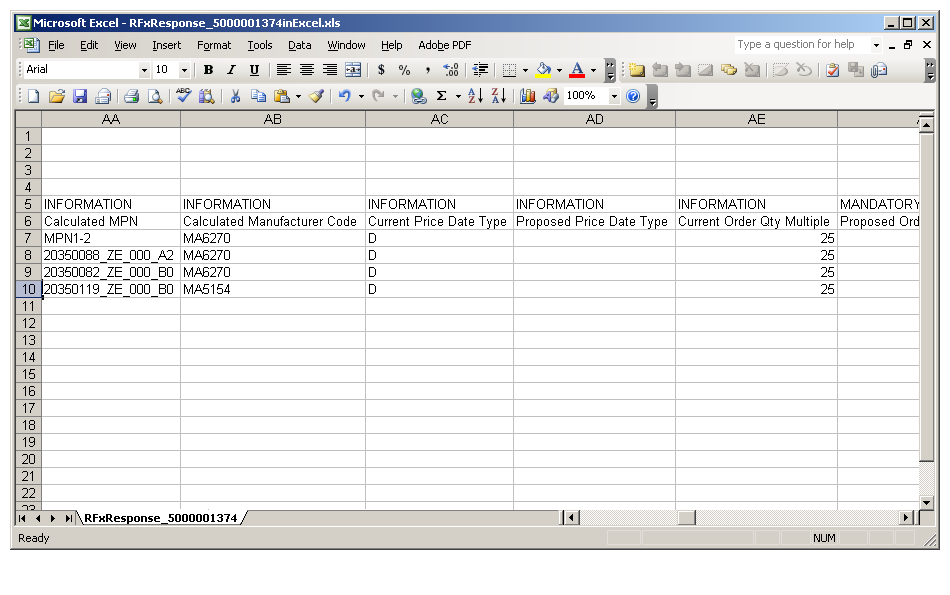 Microsoft Excel - RFxResponse_5000001374inExcel.xls
File Edit View Insert Format Tools Data Window Help Adobe PDF Type a question for help
Arial 10 B I U $ % ,
ABC Σ 100%
AA AB AC AD AE
1
2
3
4
5 INFORMATION INFORMATION INFORMATION INFORMATION INFORMATION MANDATORY
6 Calculated MPN Calculated Manufacturer Code Current Price Date Type Proposed Price Date Type Current Order Qty Multiple Proposed Ord
7 MPN1-2 MA6270 D 25
8 20350088_ZE_000_A2 MA6270 D 25
9 20350082_ZE_000_B0 MA6270 D 25
10 20350119_ZE_000_B0 MA5154 D 25
11
12
13
14
15
16
17
18
19
20
21
22
23
RFxResponse_5000001374
Ready NUM